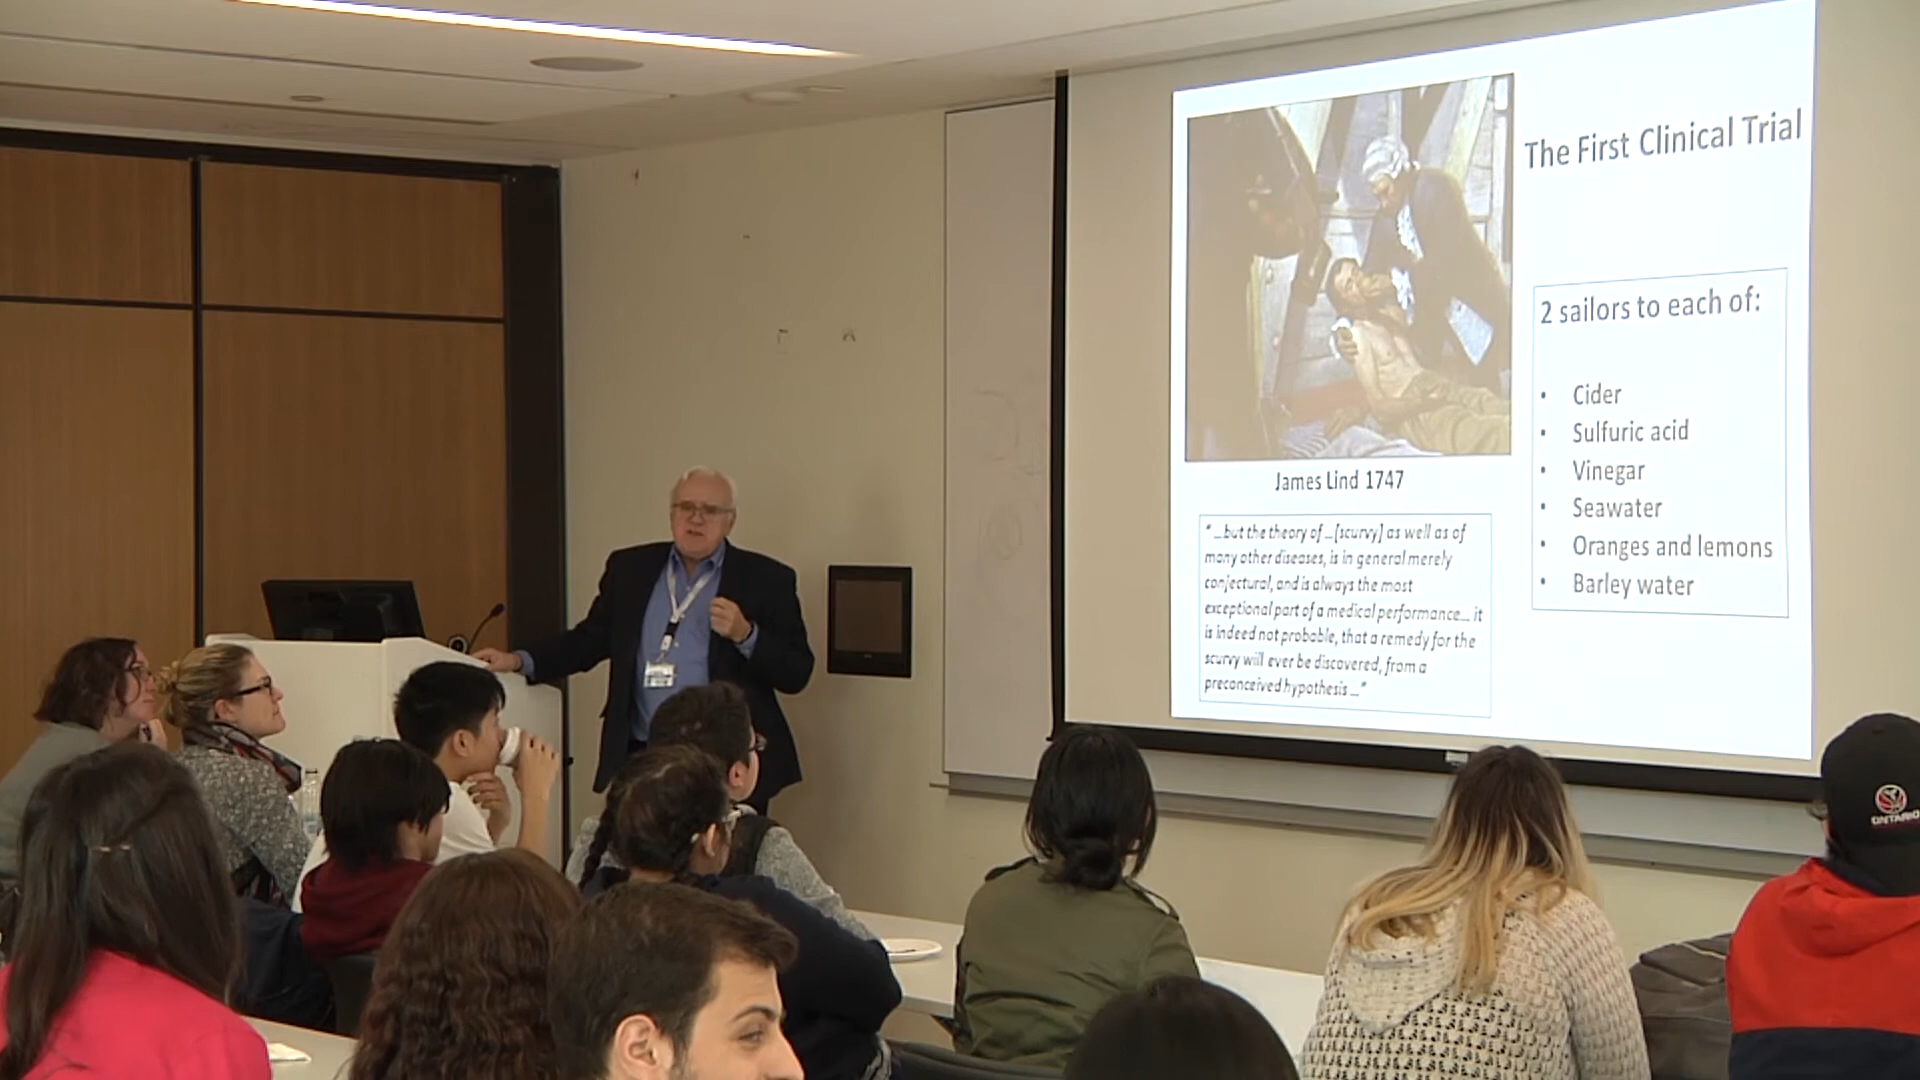 The First Clinical Trial
James Lind 1747
"...but the theory of ...[scurvy] as well as of
many other diseases, is in general merely
conjectural, and is always the most
exceptional part of a medical performance.... it
is indeed not probable, that a remedy for the
scurvy will ever be discovered, from a
preconceived hypothesis ..."
2 sailors to each of:
• Cider
• Sulfuric acid
• Vinegar
• Seawater
• Oranges and lemons
• Barley water
ONTARIO